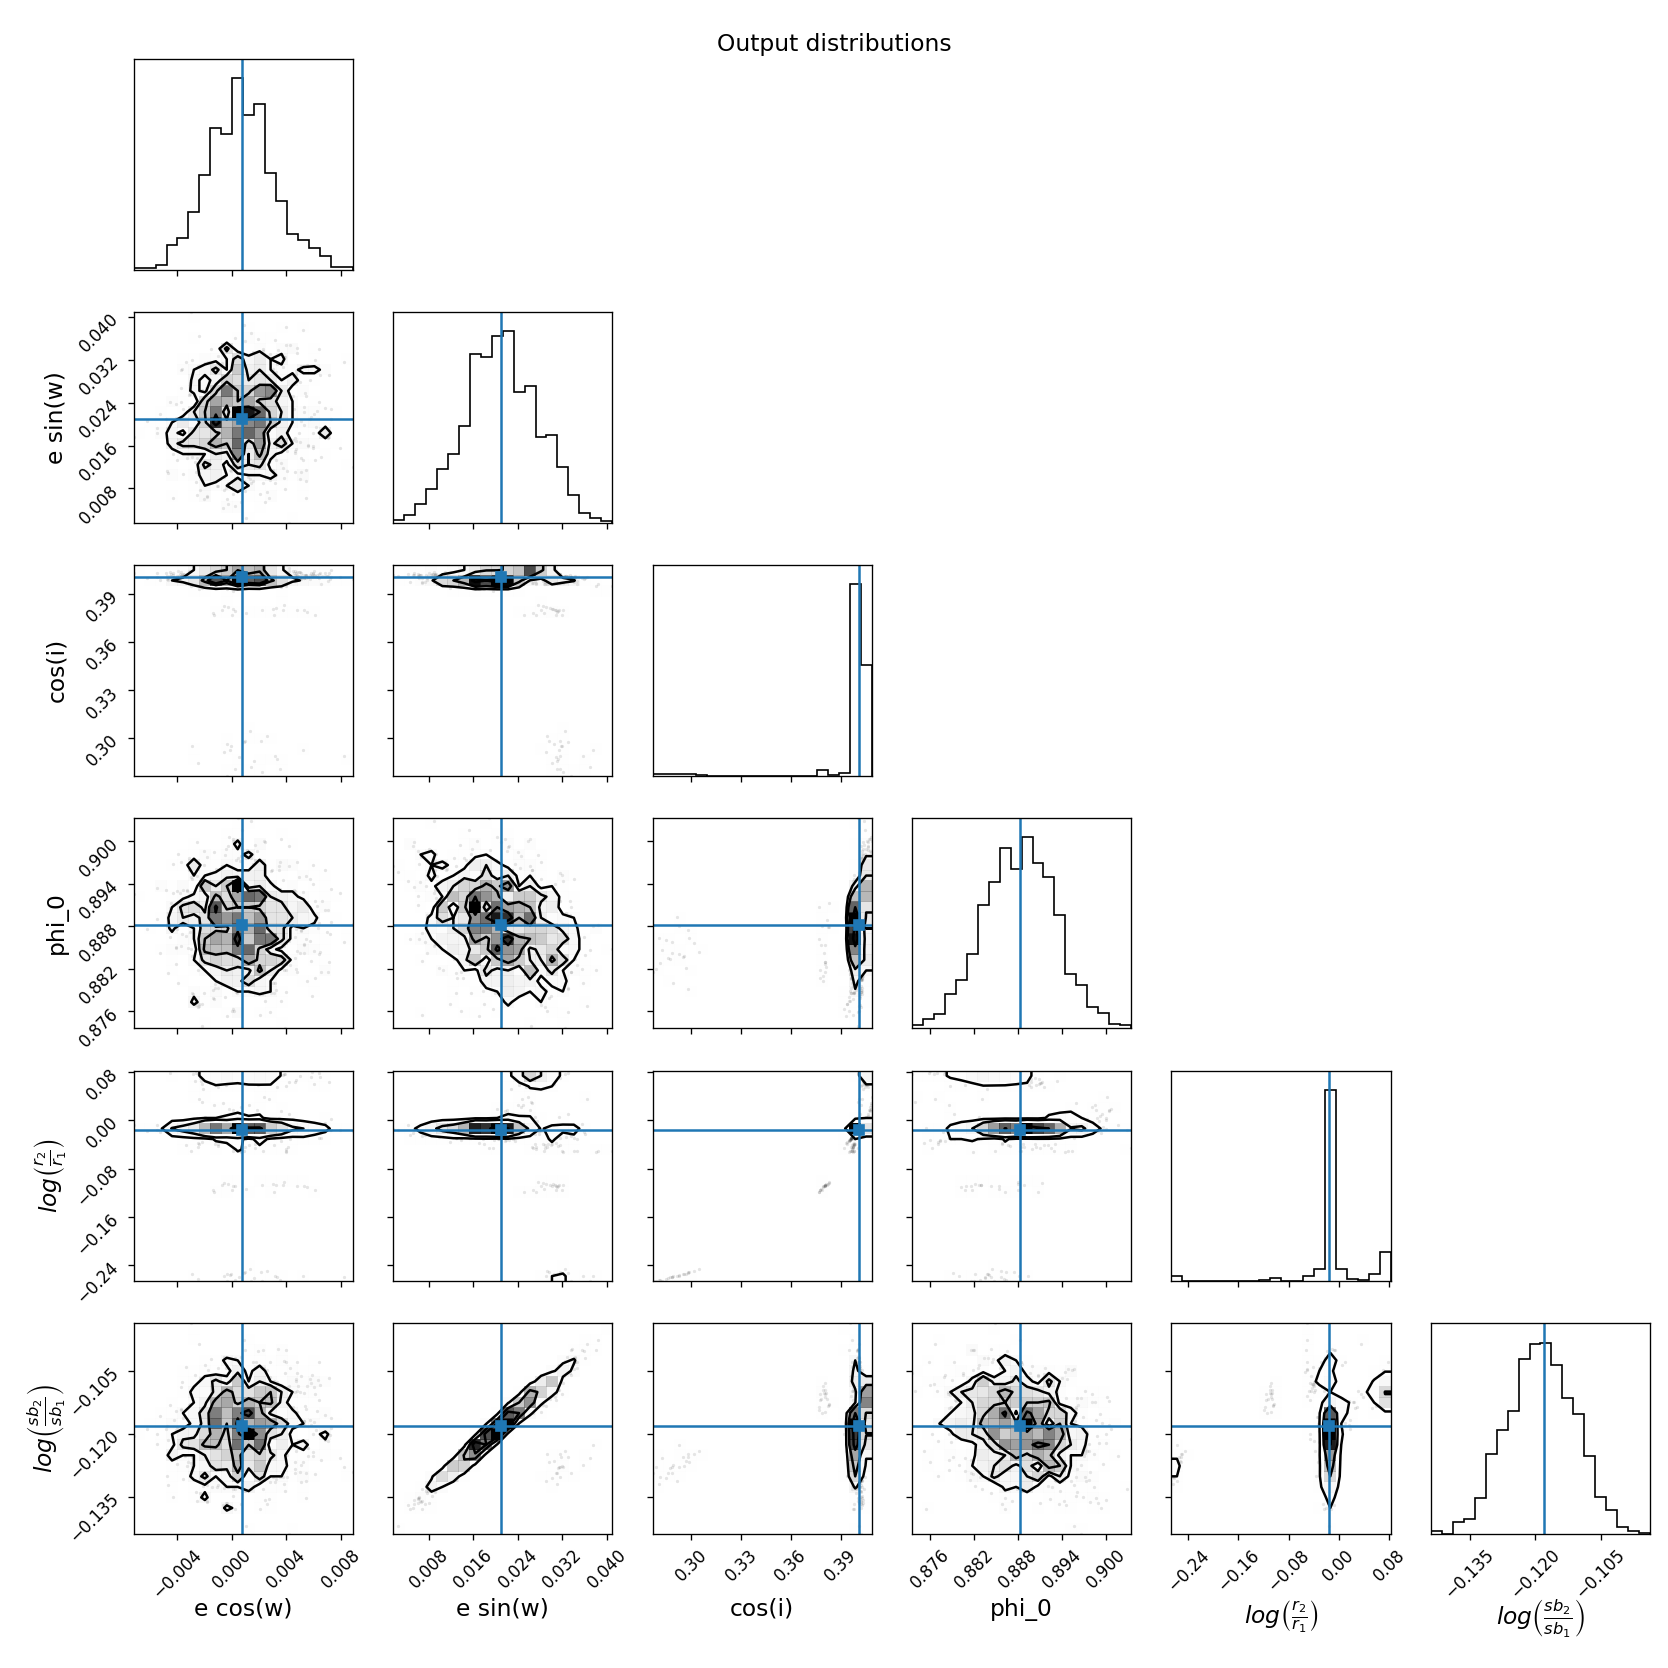 Output distributions
e sin(w)
0.040
0.032
0.024
0.016
0.008
cos(i)
0.39
0.36
0.33
0.30
phi_0
0.900
0.894
0.888
0.882
0.876
log(r₂/r₁)
0.08
0.00
−0.08
−0.16
−0.24
log(sb₂/sb₁)
−0.105
−0.120
−0.135
−0.004 0.000 0.004 0.008
0.008 0.016 0.024 0.032 0.040
0.30 0.33 0.36 0.39
0.876 0.882 0.888 0.894 0.900
−0.24 −0.16 −0.08 0.00 0.08
−0.135 −0.120 −0.105
e cos(w)
e sin(w)
cos(i)
phi_0
log(r₂/r₁)
log(sb₂/sb₁)